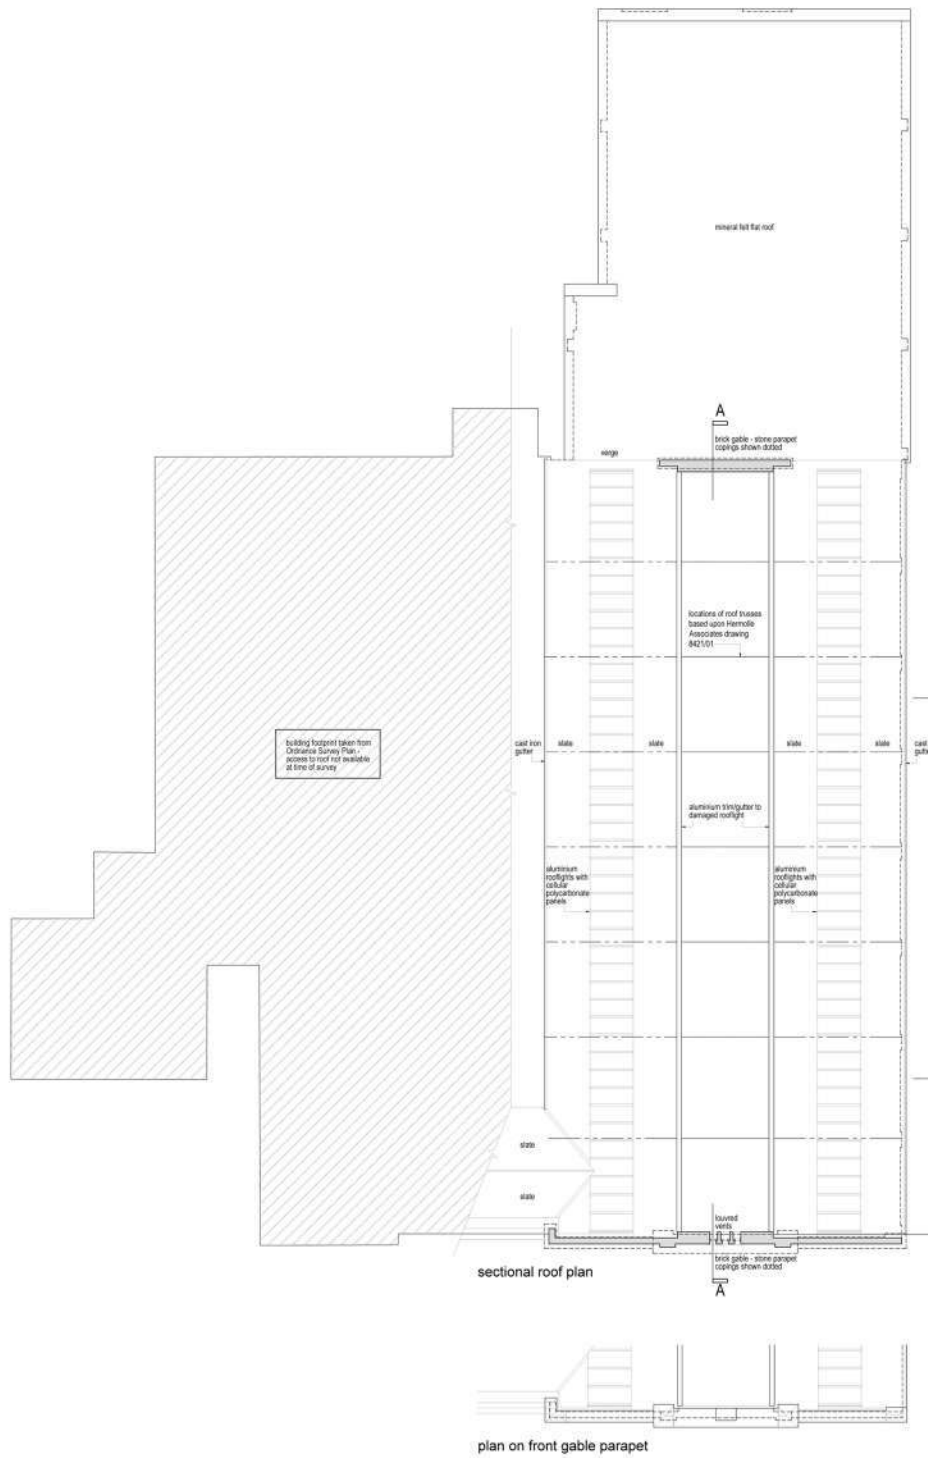 mineral felt flat roof
A
brick gable - stone parapet
copings shown dotted
verge
locations of roof trusses
based upon Hermolle
Associates drawing
8421/01
building footprint taken from
Ordnance Survey Plan -
access to roof not available
at time of survey
cast iron
gutter
slate
slate
slate
slate
cast
gutte
aluminium trim/gutter to
damaged rooflight
aluminium
rooflights with
cellular
polycarbonate
panels
aluminium
rooflights with
cellular
polycarbonate
panels
slate
slate
louvred
vents
brick gable - stone parapet
copings shown dotted
A
sectional roof plan
plan on front gable parapet